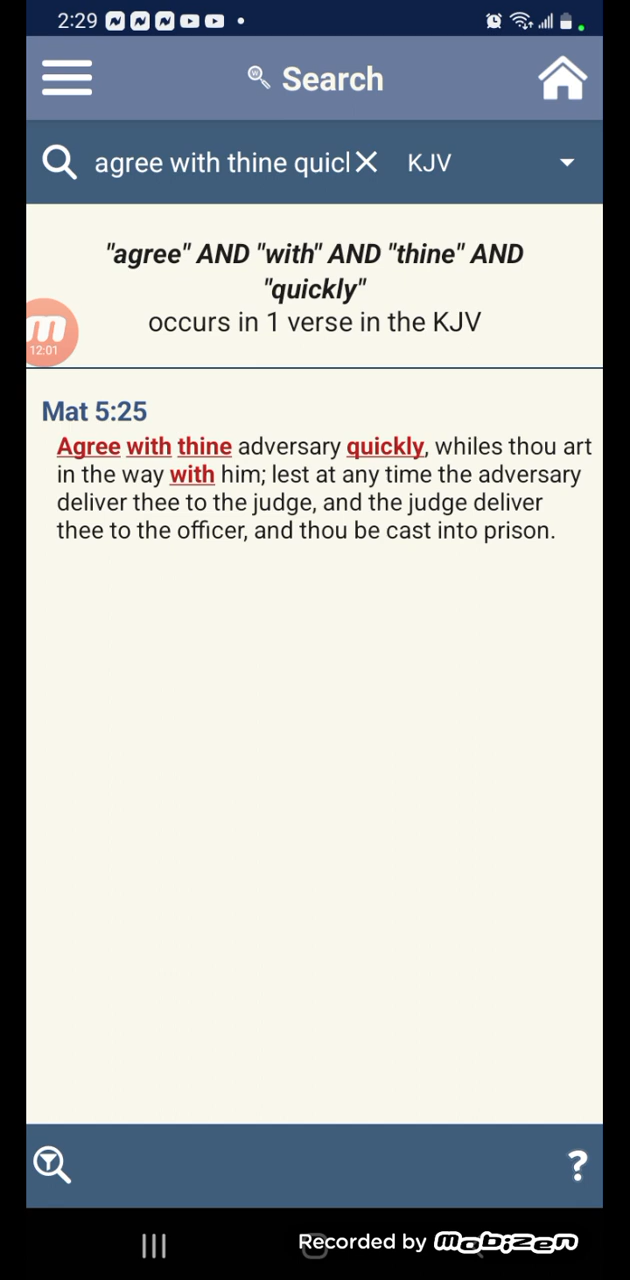 2:29
Search
agree with thine quicl KJV
"agree" AND "with" AND "thine" AND
"quickly"
occurs in 1 verse in the KJV
m
12:01
Mat 5:25
Agree with thine adversary quickly, whiles thou art
in the way with him; lest at any time the adversary
deliver thee to the judge, and the judge deliver
thee to the officer, and thou be cast into prison.
?
Recorded by mobizen